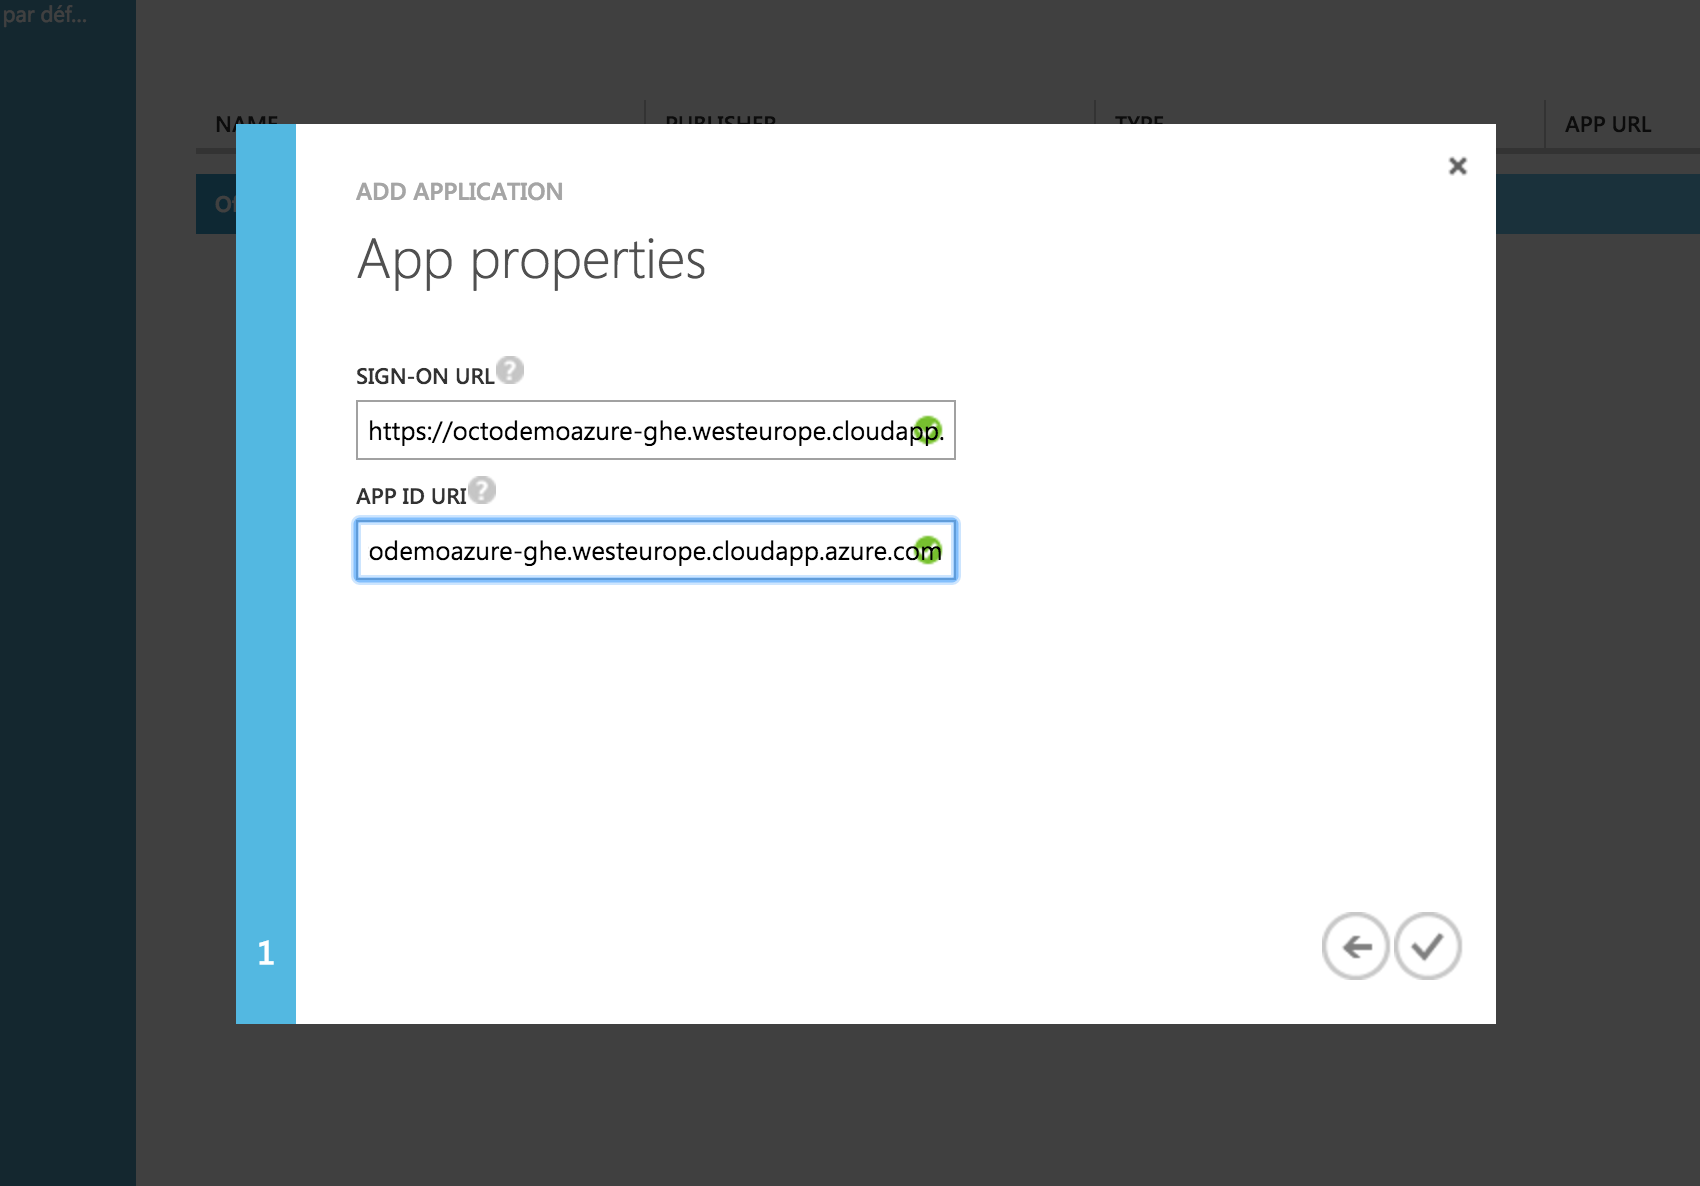 par déf...
NAME PUBLISHER TYPE APP URL
ADD APPLICATION
App properties
SIGN-ON URL ?
https://octodemoazure-ghe.westeurope.cloudapp.
APP ID URI ?
odemoazure-ghe.westeurope.cloudapp.azure.com
1